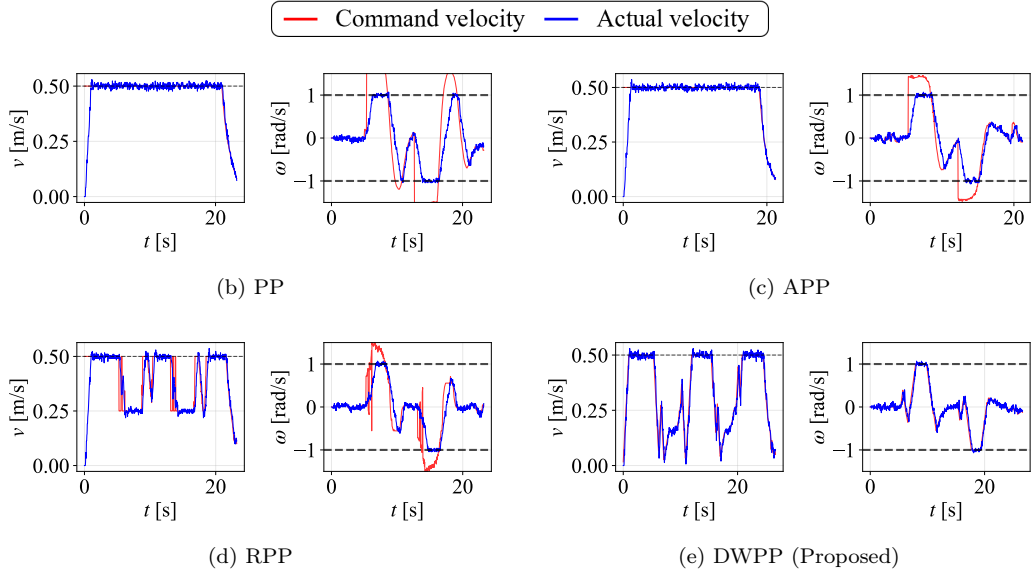 Command velocity Actual velocity
0.50
0.25
0.00
v [m/s]
0 20
t [s]
1
0
−1
ω [rad/s]
0 20
t [s]
(b) PP
0.50
0.25
0.00
v [m/s]
0 20
t [s]
1
0
−1
ω [rad/s]
0 20
t [s]
(c) APP
0.50
0.25
0.00
v [m/s]
0 20
t [s]
1
0
−1
ω [rad/s]
0 20
t [s]
(d) RPP
0.50
0.25
0.00
v [m/s]
0 20
t [s]
1
0
−1
ω [rad/s]
0 20
t [s]
(e) DWPP (Proposed)